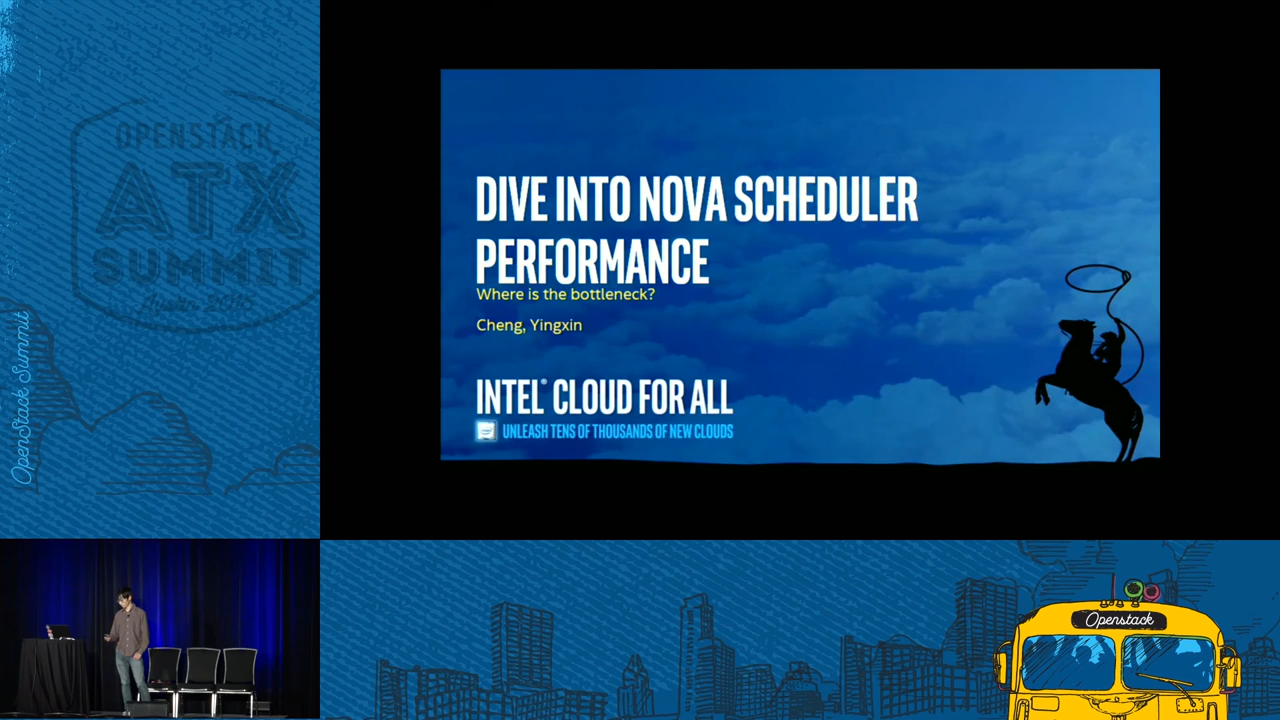 OPENSTACK
ATX
SUMMIT
Austin 2016
OpenStack Summit
DIVE INTO NOVA SCHEDULER
PERFORMANCE
Where is the bottleneck?
Cheng, Yingxin
INTEL® CLOUD FOR ALL
UNLEASH TENS OF THOUSANDS OF NEW CLOUDS
Openstack